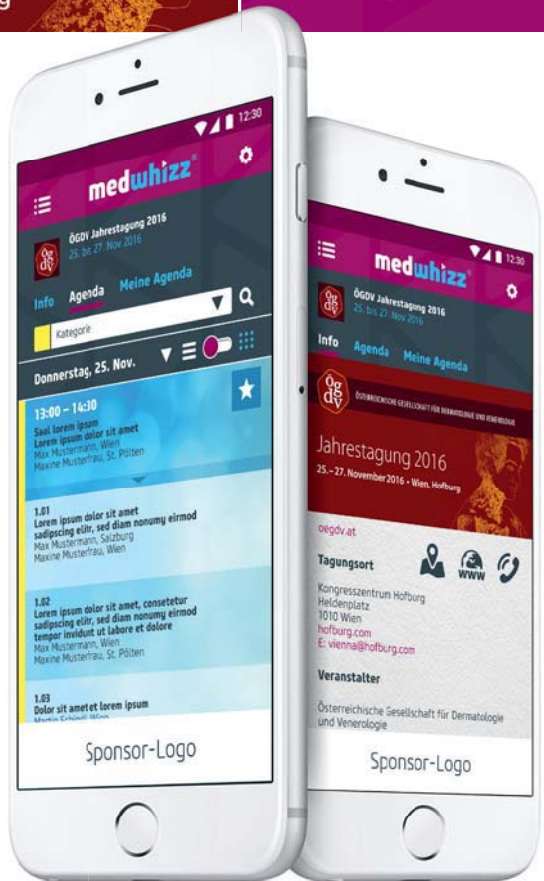 g
12:30
medwhizz®
ÖGDV Jahrestagung 2016
25. bis 27. Nov 2016
Info Agenda Meine Agenda
Kategorie
Donnerstag, 25. Nov.
13:00 – 14:30
Saal lorem ipsum
Lorem ipsum dolor sit amet
Max Mustermann, Wien
Maxine Musterfrau, St. Pölten
1.01
Lorem ipsum dolor sit amet
sadipscing elitr, sed diam nonumy eirmod
Max Mustermann, Salzburg
Maxine Musterfrau, Wien
1.02
Lorem ipsum dolor sit amet, consetetur
sadipscing elitr, sed diam nonumy eirmod
tempor invidunt ut labore et dolore
Max Mustermann, Wien
Maxine Musterfrau, St. Pölten
1.03
Dolor sit ametet lorem ipsum
Sponsor-Logo
12:30
medwhizz®
ögdv
ÖGDV Jahrestagung 2016
25. bis 27. Nov 2016
Info Agenda Meine Agenda
ögdv
ÖSTERREICHISCHE GESELLSCHAFT FÜR DERMATOLOGIE UND VENEROLOGIE
Jahrestagung 2016
25. – 27. November 2016 • Wien, Hofburg
oegdv.at
Tagungsort
WWW
Kongresszentrum Hofburg
Heldenplatz
1010 Wien
hofburg.com
E: vienna@hofburg.com
Veranstalter
Österreichische Gesellschaft für Dermatologie
und Venerologie
Sponsor-Logo